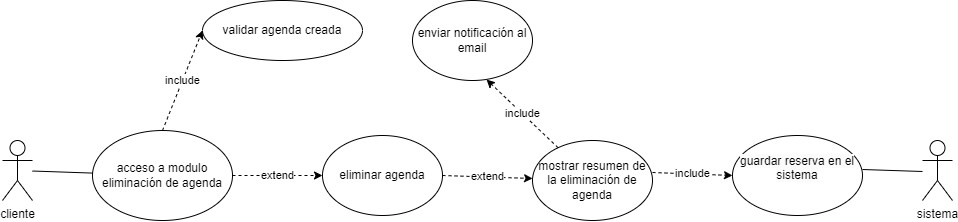 validar agenda creada
enviar notificación al
email
include
include
acceso a modulo
eliminación de agenda
extend
eliminar agenda
extend
mostrar resumen de
la eliminación de
agenda
include
guardar reserva en el
sistema
cliente
sistema